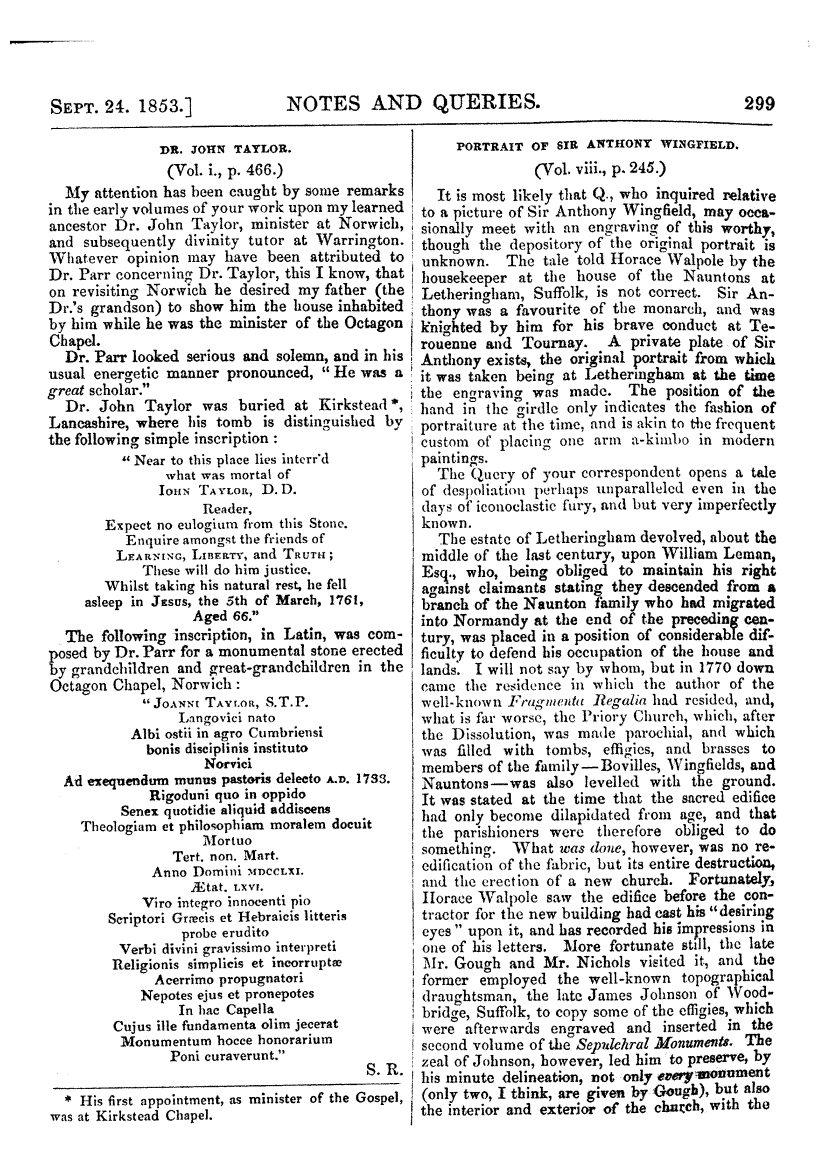 SEPT. 24. 1853.] NOTES AND QUERIES. 299
DR. JOHN TAYLOR.
(Vol. i., p. 466.)
My attention has been caught by some remarks
in the early volumes of your work upon my learned
ancestor Dr. John Taylor, minister at Norwich,
and subsequently divinity tutor at Warrington.
Whatever opinion may have been attributed to
Dr. Parr concerning Dr. Taylor, this I know, that
on revisiting Norwich he desired my father (the
Dr.'s grandson) to show him the house inhabited
by him while he was the minister of the Octagon
Chapel.
Dr. Parr looked serious and solemn, and in his
usual energetic manner pronounced, "He was a
great scholar."
Dr. John Taylor was buried at Kirkstead*,
Lancashire, where his tomb is distinguished by
the following simple inscription :
"Near to this place lies interr'd
what was mortal of
IOHN TAYLOR, D. D.
Reader,
Expect no eulogium from this Stone.
Enquire amongst the friends of
LEARNING, LIBERTY, and TRUTH ;
These will do him justice.
Whilst taking his natural rest, he fell
asleep in JESUS, the 5th of March, 1761,
Aged 66."
The following inscription, in Latin, was com-
posed by Dr. Parr for a monumental stone erected
by grandchildren and great-grandchildren in the
Octagon Chapel, Norwich :
"JOANNI TAYLOR, S.T.P.
Langovici nato
Albi ostii in agro Cumbriensi
bonis disciplinis instituto
Norvici
Ad exequendum munus pastoris delecto A.D. 1733.
Rigoduni quo in oppido
Senex quotidie aliquid addiscens
Theologiam et philosophiam moralem docuit
Mortuo
Tert. non. Mart.
Anno Domini MDCCLXI.
Ætat. LXVI.
Viro integro innocenti pio
Scriptori Græcis et Hebraicis litteris
probe erudito
Verbi divini gravissimo interpreti
Religionis simplicis et incorruptæ
Acerrimo propugnatori
Nepotes ejus et pronepotes
In hac Capella
Cujus ille fundamenta olim jecerat
Monumentum hocce honorarium
Poni curaverunt."
S. R.
* His first appointment, as minister of the Gospel,
was at Kirkstead Chapel.
PORTRAIT OF SIR ANTHONY WINGFIELD.
(Vol. viii., p. 245.)
It is most likely that Q., who inquired relative
to a picture of Sir Anthony Wingfield, may occa-
sionally meet with an engraving of this worthy,
though the depository of the original portrait is
unknown. The tale told Horace Walpole by the
housekeeper at the house of the Nauntons at
Letheringham, Suffolk, is not correct. Sir An-
thony was a favourite of the monarch, and was
knighted by him for his brave conduct at Te-
rouenne and Tournay. A private plate of Sir
Anthony exists, the original portrait from which
it was taken being at Letheringham at the time
the engraving was made. The position of the
hand in the girdle only indicates the fashion of
portraiture at the time, and is akin to the frequent
custom of placing one arm a-kimbo in modern
paintings.
The Query of your correspondent opens a tale
of despoliation perhaps unparalleled even in the
days of iconoclastic fury, and but very imperfectly
known.
The estate of Letheringham devolved, about the
middle of the last century, upon William Leman,
Esq., who, being obliged to maintain his right
against claimants stating they descended from a
branch of the Naunton family who had migrated
into Normandy at the end of the preceding cen-
tury, was placed in a position of considerable dif-
ficulty to defend his occupation of the house and
lands. I will not say by whom, but in 1770 down
came the residence in which the author of the
well-known Fragmenta Regalia had resided, and,
what is far worse, the Priory Church, which, after
the Dissolution, was made parochial, and which
was filled with tombs, effigies, and brasses to
members of the family—Bovilles, Wingfields, and
Nauntons—was also levelled with the ground.
It was stated at the time that the sacred edifice
had only become dilapidated from age, and that
the parishioners were therefore obliged to do
something. What was done, however, was no re-
edification of the fabric, but its entire destruction,
and the erection of a new church. Fortunately,
Horace Walpole saw the edifice before the con-
tractor for the new building had cast his "desiring
eyes" upon it, and has recorded his impressions in
one of his letters. More fortunate still, the late
Mr. Gough and Mr. Nichols visited it, and the
former employed the well-known topographical
draughtsman, the late James Johnson of Wood-
bridge, Suffolk, to copy some of the effigies, which
were afterwards engraved and inserted in the
second volume of the Sepulchral Monuments. The
zeal of Johnson, however, led him to preserve, by
his minute delineation, not only every monument
(only two, I think, are given by Gough), but also
the interior and exterior of the church, with the